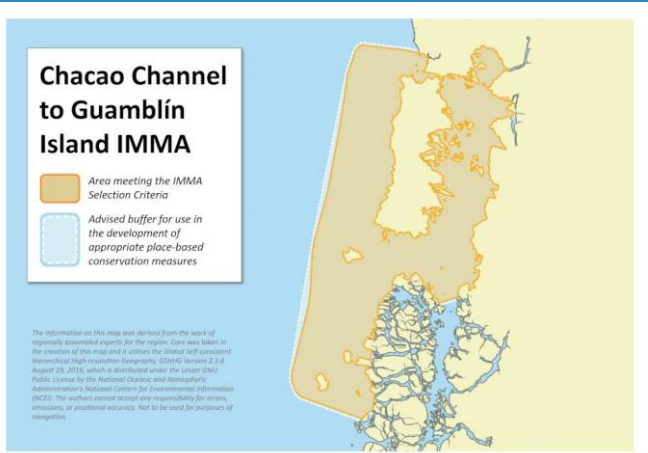 Chacao Channel
to Guamblín
Island IMMA
Area meeting the IMMA
Selection Criteria
Advised buffer for use in
the development of
appropriate place-based
conservation measures
The information on this map was derived from the work of
regionally assembled experts for the region. Care was taken in
the creation of this map and it utilises the Global Self-consistent
Hierarchical High-resolution Geography, GSHHG Version 2.3.6
August 19, 2016, which is distributed under the Lesser GNU
Public License by the National Oceanic and Atmospheric
Administration's National Centers for Environmental Information
(NCEI). The authors cannot accept any responsibility for errors,
omissions, or positional accuracy. Not to be used for purposes of
navigation.